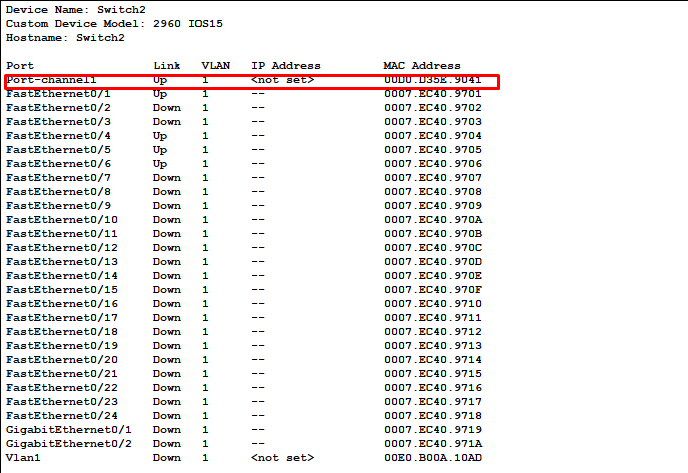 Device Name: Switch2
Custom Device Model: 2960 IOS15
Hostname: Switch2
Port Link VLAN IP Address MAC Address
Port-channel1 Up 1 <not set> 00D0.D35E.9041
FastEthernet0/1 Up 1 -- 0007.EC40.9701
FastEthernet0/2 Down 1 -- 0007.EC40.9702
FastEthernet0/3 Down 1 -- 0007.EC40.9703
FastEthernet0/4 Up 1 -- 0007.EC40.9704
FastEthernet0/5 Up 1 -- 0007.EC40.9705
FastEthernet0/6 Up 1 -- 0007.EC40.9706
FastEthernet0/7 Down 1 -- 0007.EC40.9707
FastEthernet0/8 Down 1 -- 0007.EC40.9708
FastEthernet0/9 Down 1 -- 0007.EC40.9709
FastEthernet0/10 Down 1 -- 0007.EC40.970A
FastEthernet0/11 Down 1 -- 0007.EC40.970B
FastEthernet0/12 Down 1 -- 0007.EC40.970C
FastEthernet0/13 Down 1 -- 0007.EC40.970D
FastEthernet0/14 Down 1 -- 0007.EC40.970E
FastEthernet0/15 Down 1 -- 0007.EC40.970F
FastEthernet0/16 Down 1 -- 0007.EC40.9710
FastEthernet0/17 Down 1 -- 0007.EC40.9711
FastEthernet0/18 Down 1 -- 0007.EC40.9712
FastEthernet0/19 Down 1 -- 0007.EC40.9713
FastEthernet0/20 Down 1 -- 0007.EC40.9714
FastEthernet0/21 Down 1 -- 0007.EC40.9715
FastEthernet0/22 Down 1 -- 0007.EC40.9716
FastEthernet0/23 Down 1 -- 0007.EC40.9717
FastEthernet0/24 Down 1 -- 0007.EC40.9718
GigabitEthernet0/1 Down 1 -- 0007.EC40.9719
GigabitEthernet0/2 Down 1 -- 0007.EC40.971A
Vlan1 Down 1 <not set> 00E0.B00A.10AD